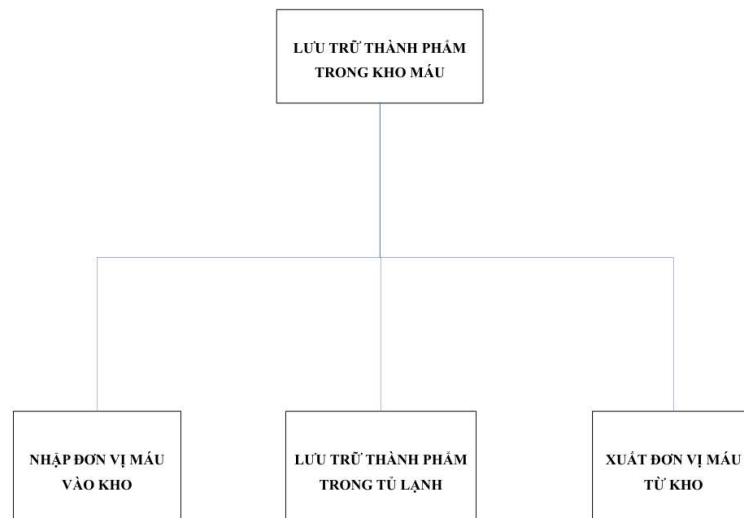 LƯU TRỮ THÀNH PHẨM
TRONG KHO MÁU
NHẬP ĐƠN VỊ MÁU
VÀO KHO
LƯU TRỮ THÀNH PHẨM
TRONG TỦ LẠNH
XUẤT ĐƠN VỊ MÁU
TỪ KHO